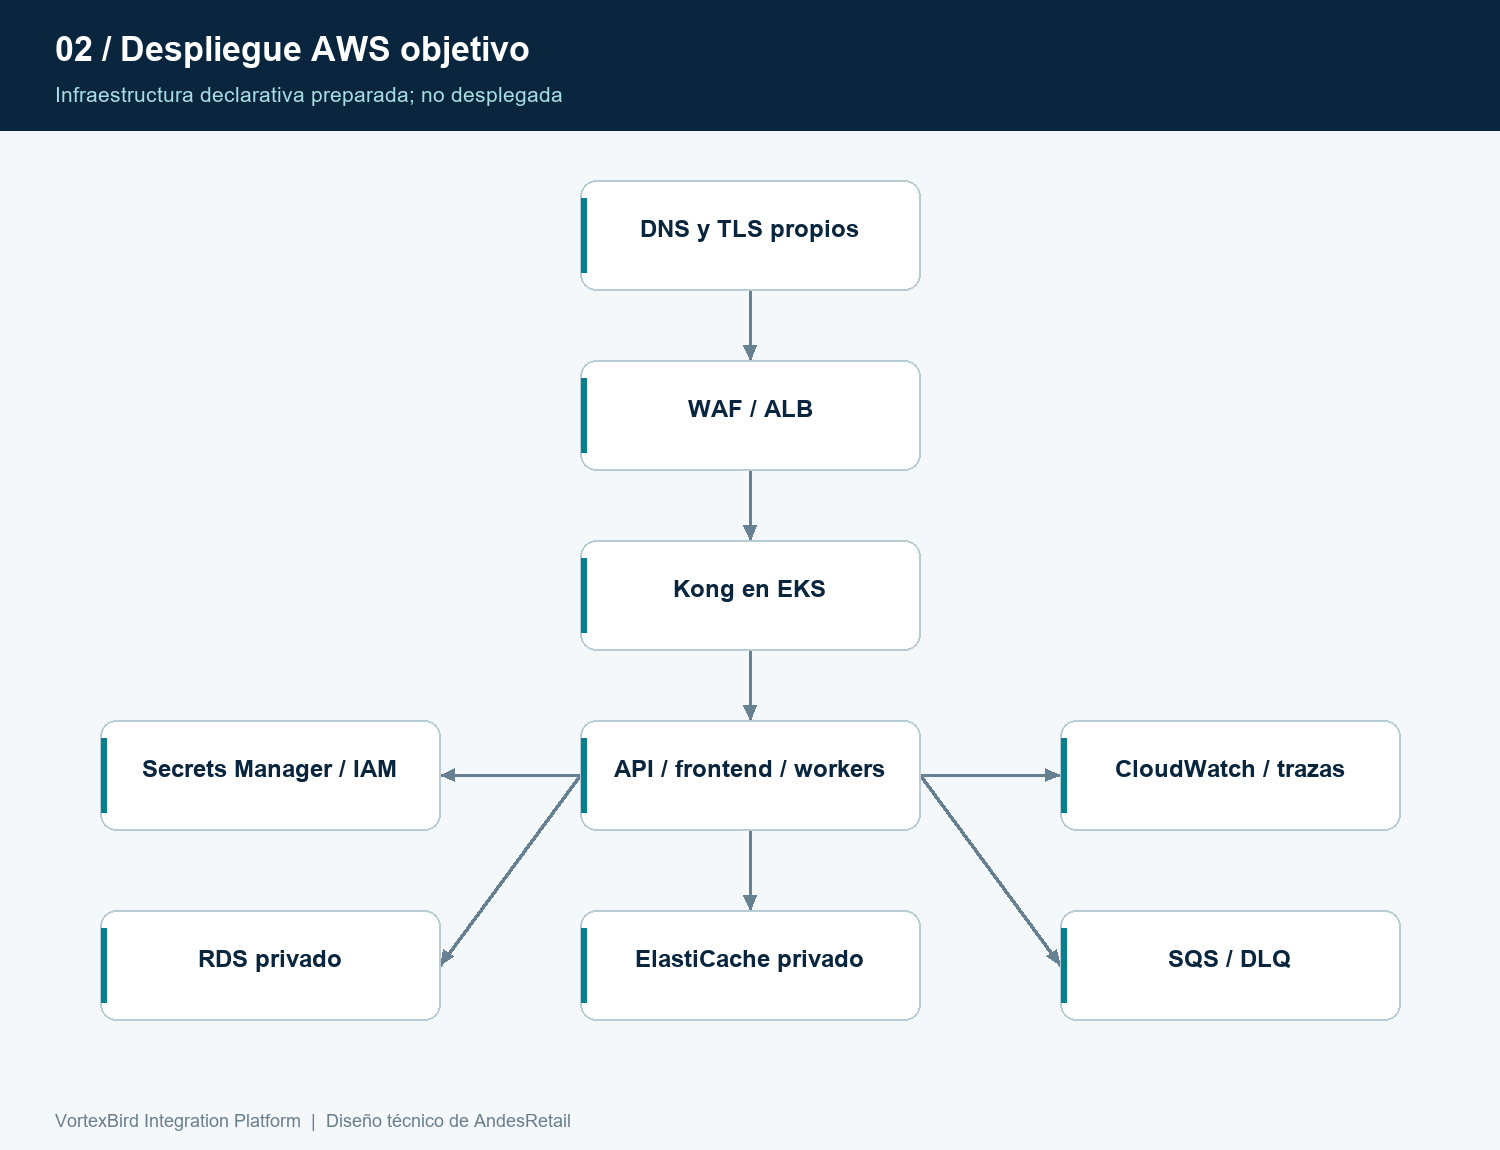 02 / Despliegue AWS objetivo
Infraestructura declarativa preparada; no desplegada
DNS y TLS propios
WAF / ALB
Kong en EKS
Secrets Manager / IAM
API / frontend / workers
CloudWatch / trazas
RDS privado
ElastiCache privado
SQS / DLQ
VortexBird Integration Platform | Diseño técnico de AndesRetail